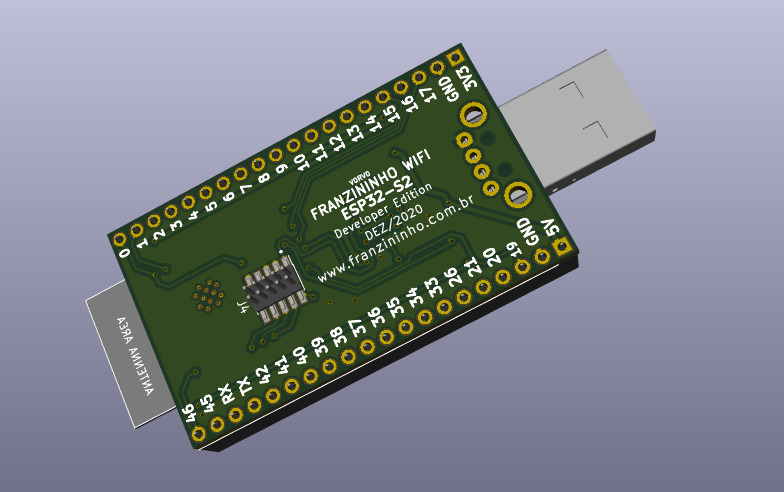 3V3
GND
17
16
15
14
13
12
11
10
9
8
7
6
5
4
3
2
1
0
VORVO
FRANZININHO WIFI
ESP32-S2
Developer Edition
DEZ/2020
www.franzininho.com.br
J4
ANTENNA AREA
5V
GND
19
20
21
26
33
34
35
36
37
38
39
40
41
42
TX
RX
45
46